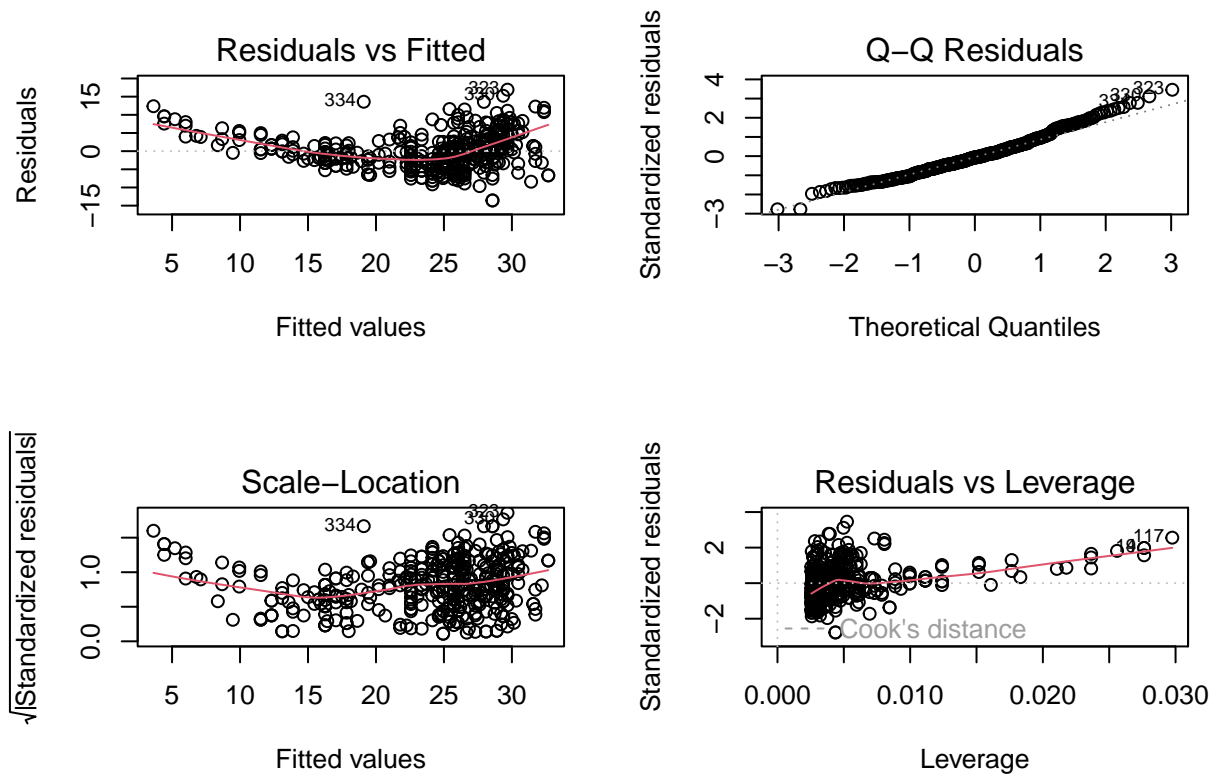 Residuals vs Fitted
Residuals
15
0
−15
334
323
330
5 10 15 20 25 30
Fitted values
Q−Q Residuals
Standardized residuals
4
2
0
−3
323
−3 −2 −1 0 1 2 3
Theoretical Quantiles
Scale−Location
√|Standardized residuals|
1.0
0.0
334
323
330
5 10 15 20 25 30
Fitted values
Residuals vs Leverage
Standardized residuals
2
−2
117
Cook's distance
0.000 0.010 0.020 0.030
Leverage